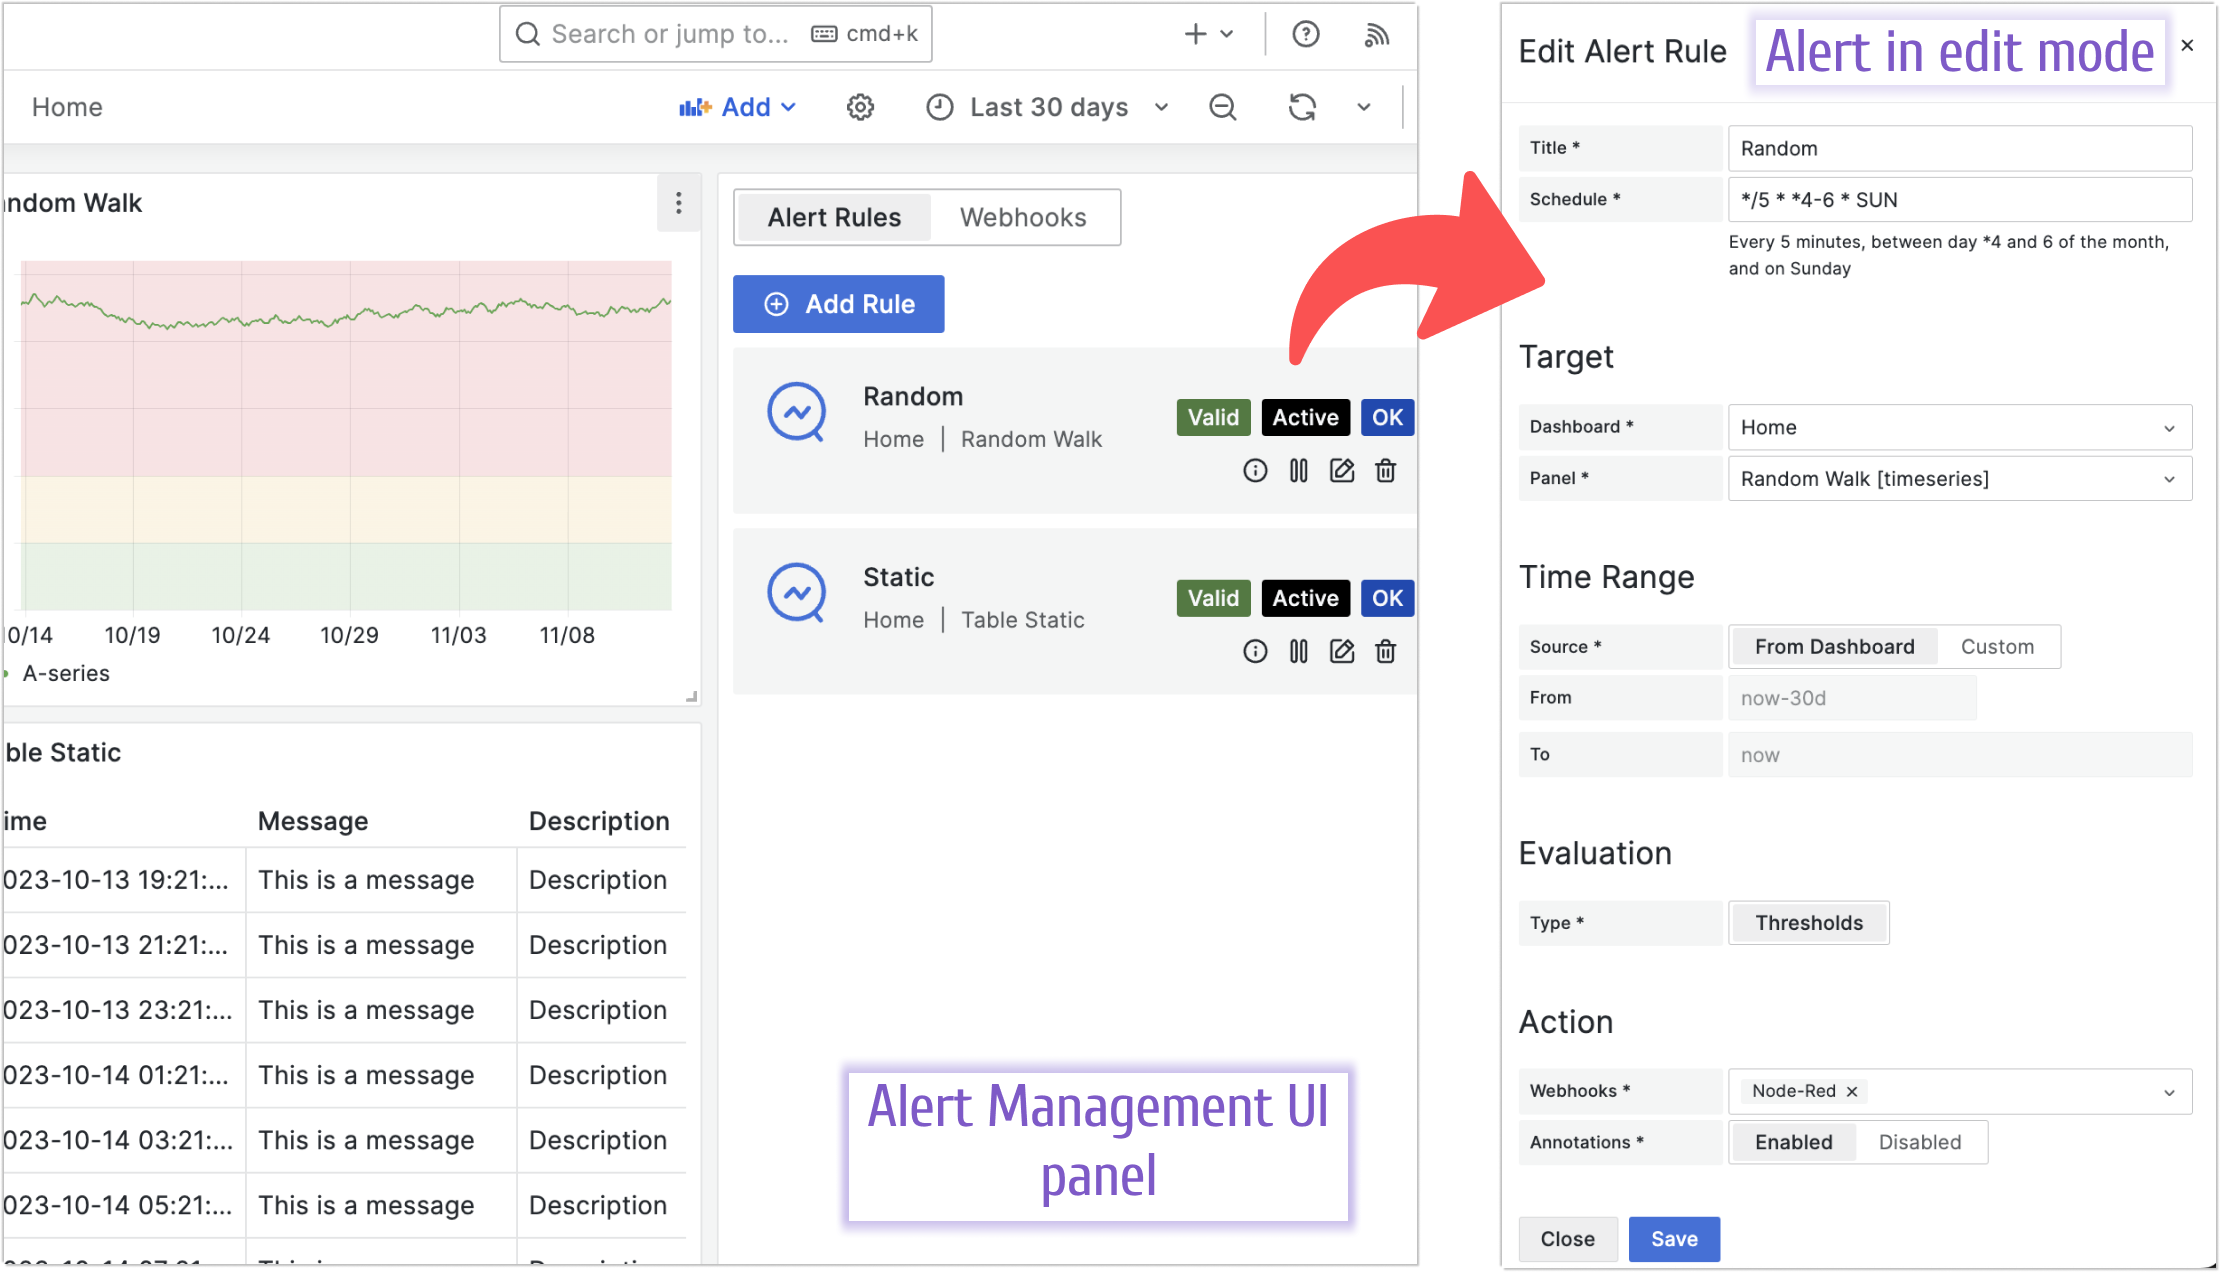 Search or jump to... cmd+k
Home
Add
Last 30 days
ndom Walk
10/19 10/24 10/29 11/03 11/08
A-series
ble Static
ime Message Description
023-10-13 19:21:... This is a message Description
023-10-13 21:21:... This is a message Description
023-10-13 23:21:... This is a message Description
023-10-14 01:21:... This is a message Description
023-10-14 03:21:... This is a message Description
023-10-14 05:21:... This is a message Description
Alert Rules Webhooks
Add Rule
Random
Home | Random Walk
Valid Active OK
Static
Home | Table Static
Valid Active OK
Alert Management UI
panel
Edit Alert Rule
Alert in edit mode
Title * Random
Schedule * */5 * *4-6 * SUN
Every 5 minutes, between day *4 and 6 of the month,
and on Sunday
Target
Dashboard * Home
Panel * Random Walk [timeseries]
Time Range
Source * From Dashboard Custom
From now-30d
To now
Evaluation
Type * Thresholds
Action
Webhooks * Node-Red
Annotations * Enabled Disabled
Close Save